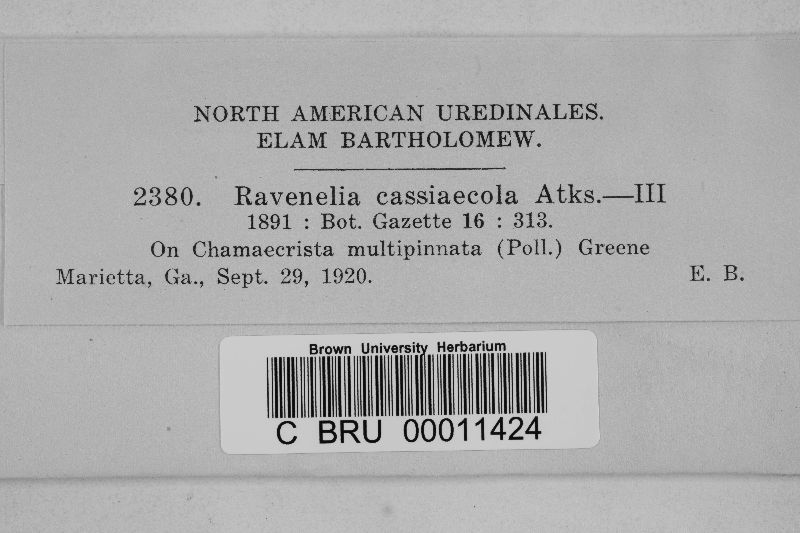 NORTH AMERICAN UREDINALES.
ELAM BARTHOLOMEW.
2380. Ravenelia cassiaecola Atks.—III
1891 : Bot. Gazette 16 : 313.
On Chamaecrista multipinnata (Poll.) Greene
Marietta, Ga., Sept. 29, 1920. E. B.
Brown University Herbarium
C BRU 00011424